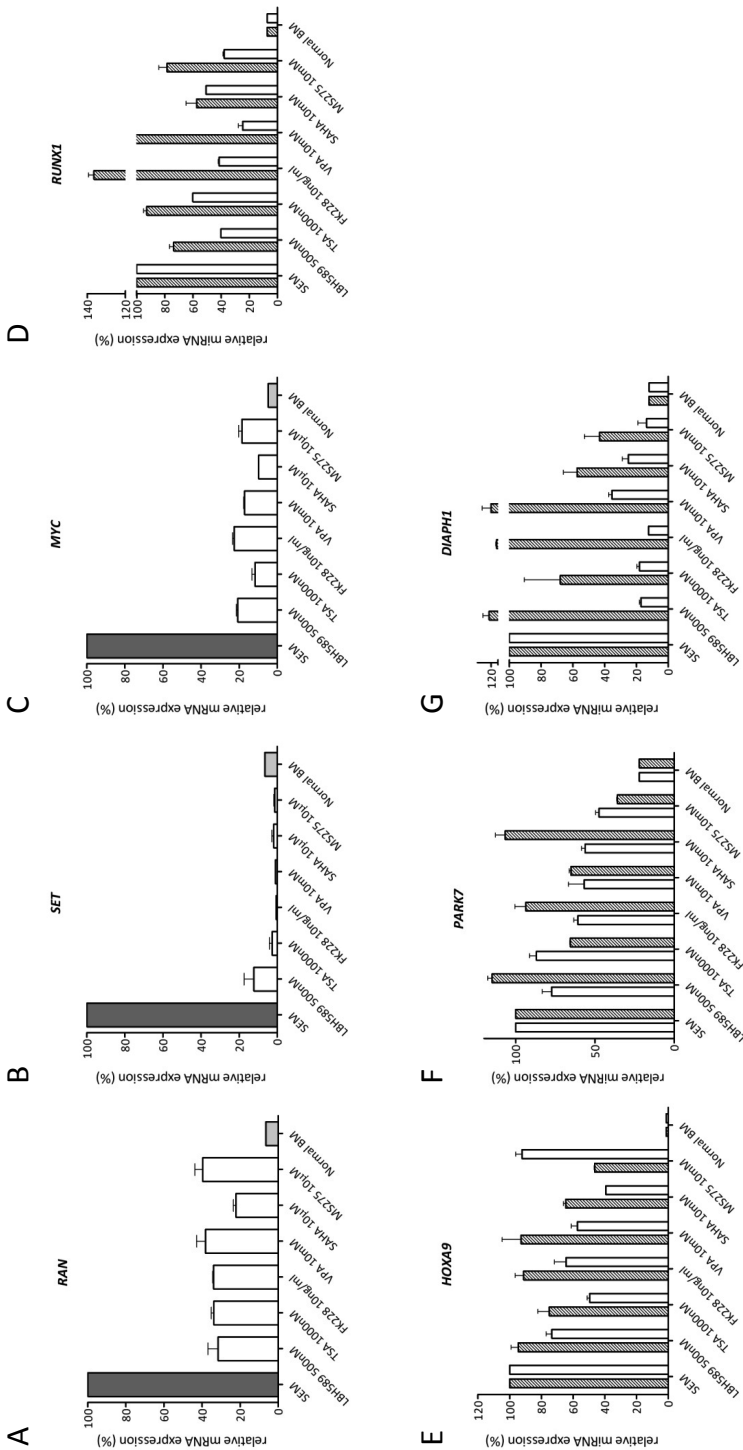 A
RAN
relative mRNA expression (%)
100
80
60
40
20
0
SEM
LBH589 500nM
TSA 1000nM
FK228 10ng/ml
VPA 10mM
SAHA 10µM
MS275 10µM
Normal BM
B
SET
relative mRNA expression (%)
100
80
60
40
20
0
SEM
LBH589 500nM
TSA 1000nM
FK228 10ng/ml
VPA 10mM
SAHA 10µM
MS275 10µM
Normal BM
C
MYC
relative mRNA expression (%)
100
80
60
40
20
0
SEM
LBH589 500nM
TSA 1000nM
FK228 10ng/ml
VPA 10mM
SAHA 10µM
MS275 10µM
Normal BM
D
RUNX1
relative miRNA expression (%)
140
120
100
80
60
40
20
0
SEM
LBH589 500nM
TSA 1000nM
FK228 10ng/ml
VPA 10mM
SAHA 10mM
MS275 10mM
Normal BM
E
HOXA9
relative miRNA expression (%)
120
100
80
60
40
20
0
SEM
LBH589 500nM
TSA 1000nM
FK228 10ng/ml
VPA 10mM
SAHA 10mM
MS275 10mM
Normal BM
F
PARK7
relative miRNA expression (%)
100
50
0
SEM
LBH589 500nM
TSA 1000nM
FK228 10ng/ml
VPA 10mM
SAHA 10mM
MS275 10mM
Normal BM
G
DIAPH1
relative miRNA expression (%)
120
100
80
60
40
20
0
SEM
LBH589 500nM
TSA 1000nM
FK228 10ng/ml
VPA 10mM
SAHA 10mM
MS275 10mM
Normal BM